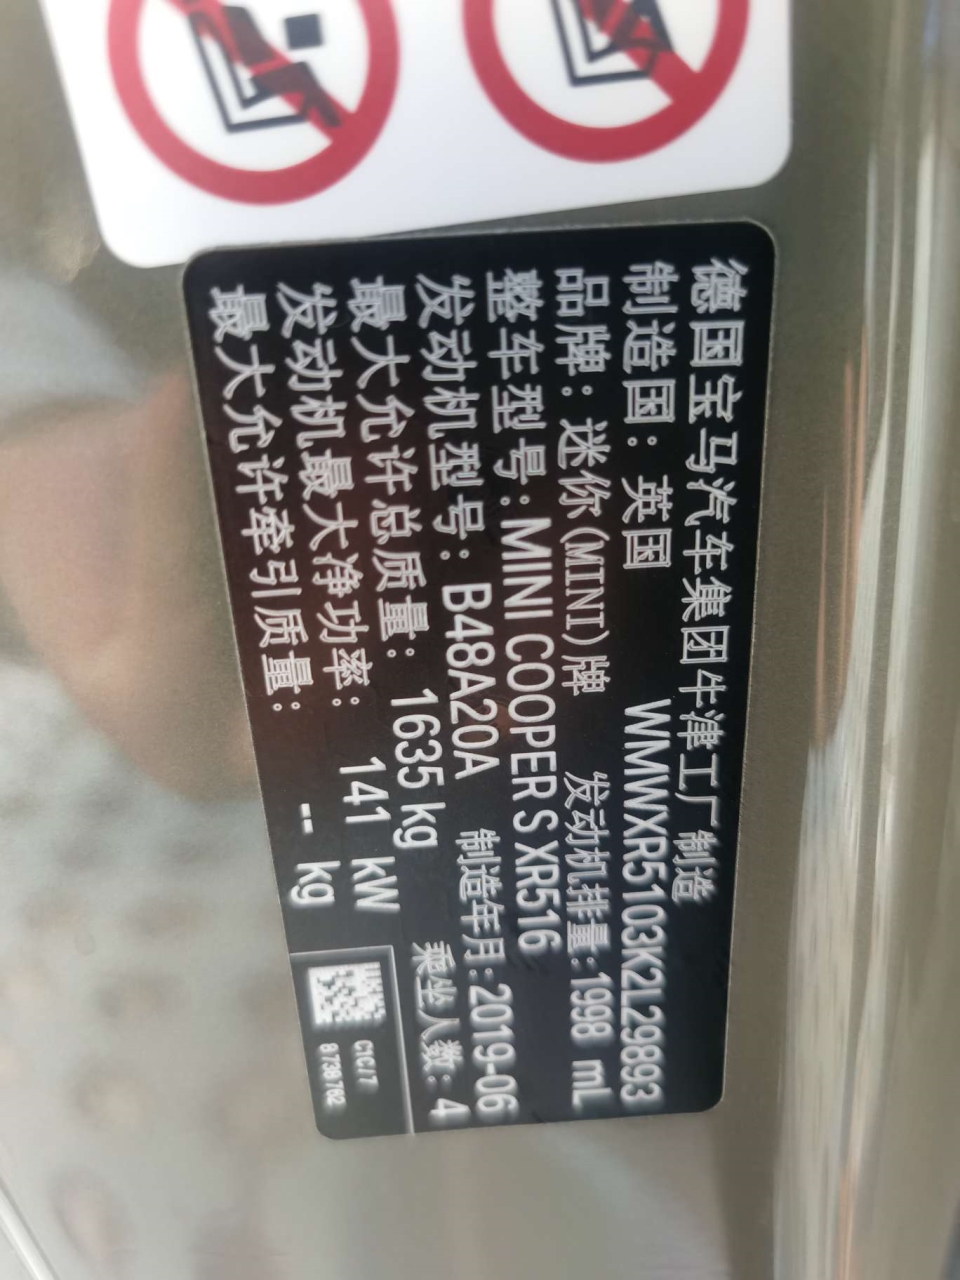 德国宝马汽车集团牛津工厂制造
制造国：英国 WMWXR5103K2L29893
品牌：迷你(MINI)牌 发动机排量：1998 mL
整车型号：MINI COOPER S XR516
发动机型号：B48A20A 制造年月：2019-06
最大允许总质量：1635 kg 乘坐人数：4
发动机最大净功率：141 kW
最大允许牵引质量：-- kg
C1C/7
8738762